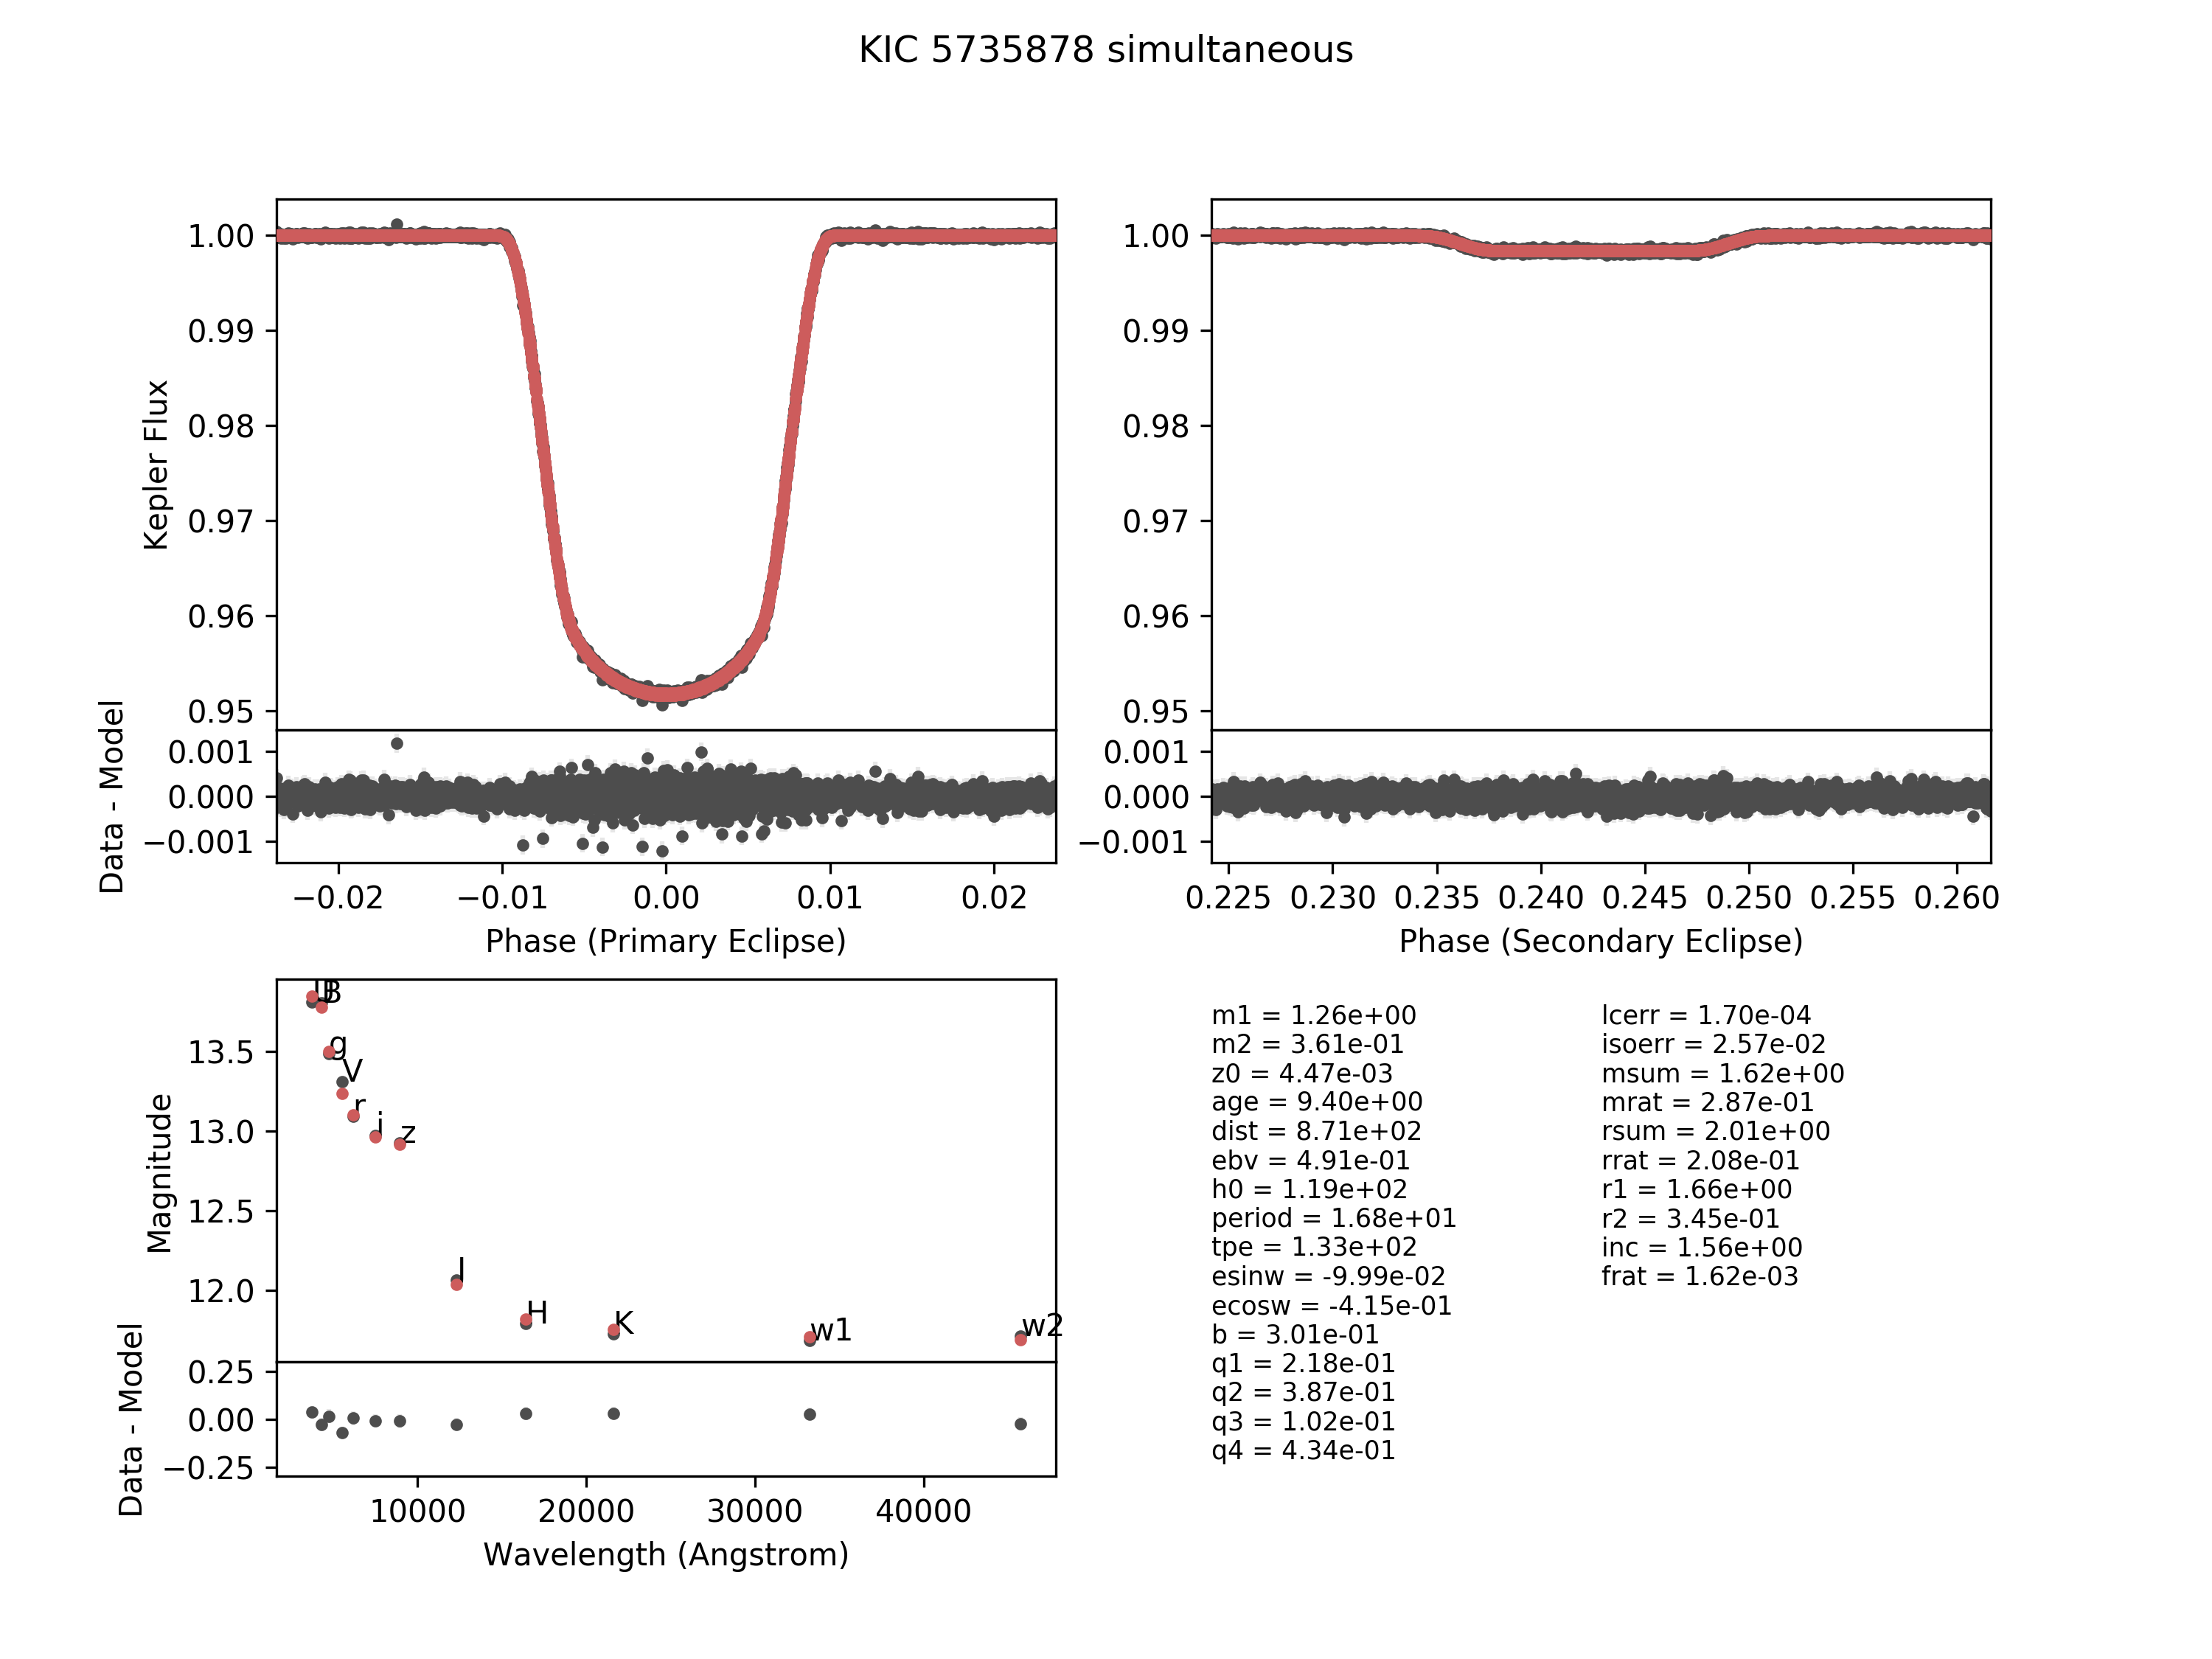 KIC 5735878 simultaneous
Kepler Flux
1.00
0.99
0.98
0.97
0.96
0.95
1.00
0.99
0.98
0.97
0.96
0.95
Data - Model
0.001
0.000
−0.001
0.001
0.000
−0.001
−0.02 −0.01 0.00 0.01 0.02
0.225 0.230 0.235 0.240 0.245 0.250 0.255 0.260
Phase (Primary Eclipse)
Phase (Secondary Eclipse)
Magnitude
13.5
13.0
12.5
12.0
U
B
g
V
r
i
z
J
H
K
w1
w2
Data - Model
0.25
0.00
−0.25
10000 20000 30000 40000
Wavelength (Angstrom)
m1 = 1.26e+00
m2 = 3.61e-01
z0 = 4.47e-03
age = 9.40e+00
dist = 8.71e+02
ebv = 4.91e-01
h0 = 1.19e+02
period = 1.68e+01
tpe = 1.33e+02
esinw = -9.99e-02
ecosw = -4.15e-01
b = 3.01e-01
q1 = 2.18e-01
q2 = 3.87e-01
q3 = 1.02e-01
q4 = 4.34e-01
lcerr = 1.70e-04
isoerr = 2.57e-02
msum = 1.62e+00
mrat = 2.87e-01
rsum = 2.01e+00
rrat = 2.08e-01
r1 = 1.66e+00
r2 = 3.45e-01
inc = 1.56e+00
frat = 1.62e-03